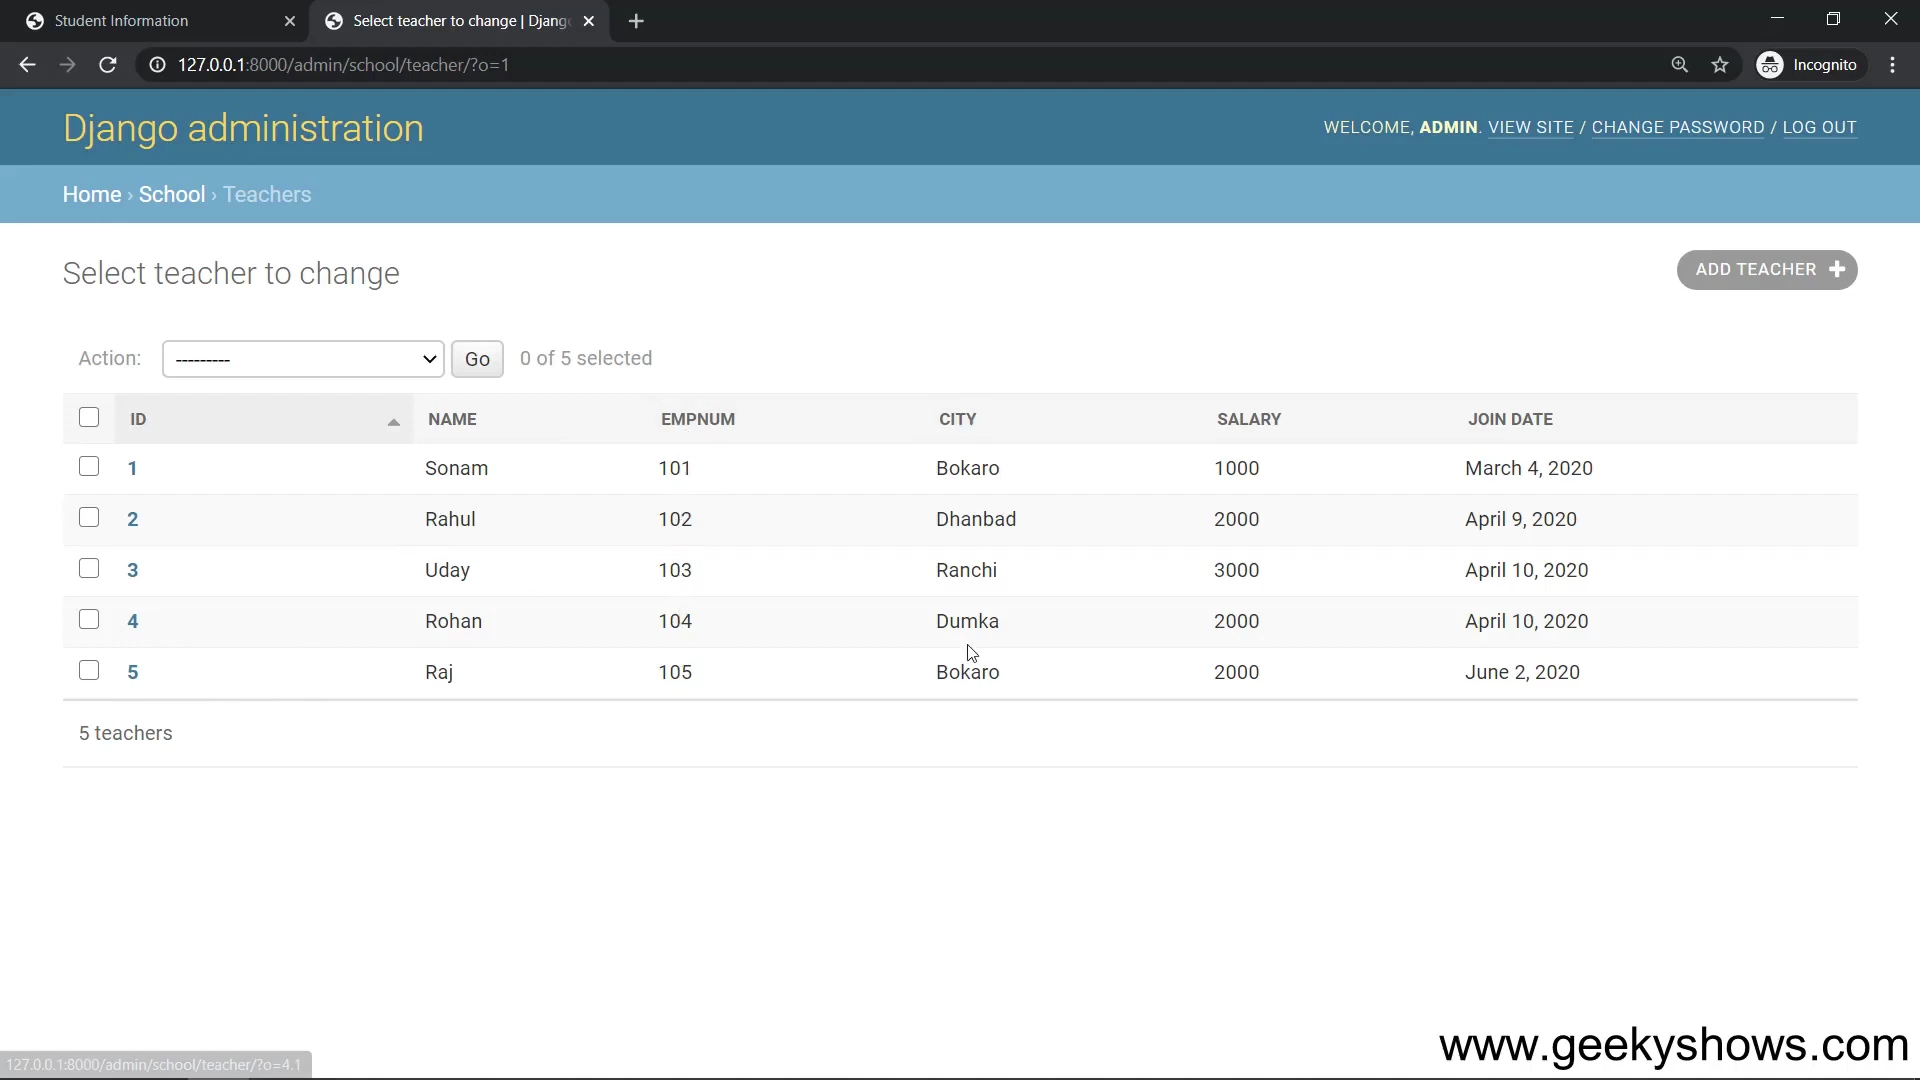 Student Information
Select teacher to change | Djang
127.0.0.1:8000/admin/school/teacher/?o=1
Incognito
Django administration
WELCOME, ADMIN. VIEW SITE / CHANGE PASSWORD / LOG OUT
Home › School › Teachers
Select teacher to change
ADD TEACHER +
Action: --------- Go 0 of 5 selected
ID NAME EMPNUM CITY SALARY JOIN DATE
1 Sonam 101 Bokaro 1000 March 4, 2020
2 Rahul 102 Dhanbad 2000 April 9, 2020
3 Uday 103 Ranchi 3000 April 10, 2020
4 Rohan 104 Dumka 2000 April 10, 2020
5 Raj 105 Bokaro 2000 June 2, 2020
5 teachers
www.geekyshows.com
127.0.0.1:8000/admin/school/teacher/?o=4.1